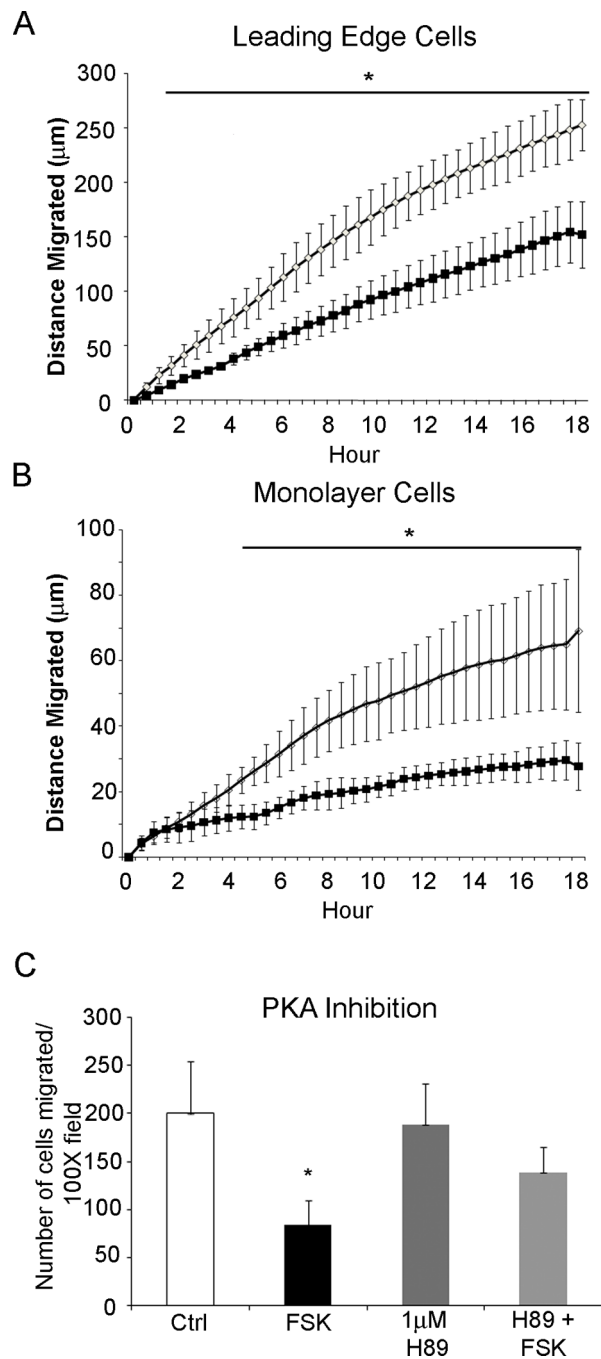 A
Leading Edge Cells
*
300
250
200
150
100
50
0
Distance Migrated (μm)
0 2 4 6 8 10 12 14 16 18
Hour
B
Monolayer Cells
*
100
80
60
40
20
0
Distance Migrated (μm)
0 2 4 6 8 10 12 14 16 18
Hour
C
PKA Inhibition
300
250
200
150
100
50
0
Number of cells migrated/
100X field
*
Ctrl FSK 1μM H89 +
H89 FSK